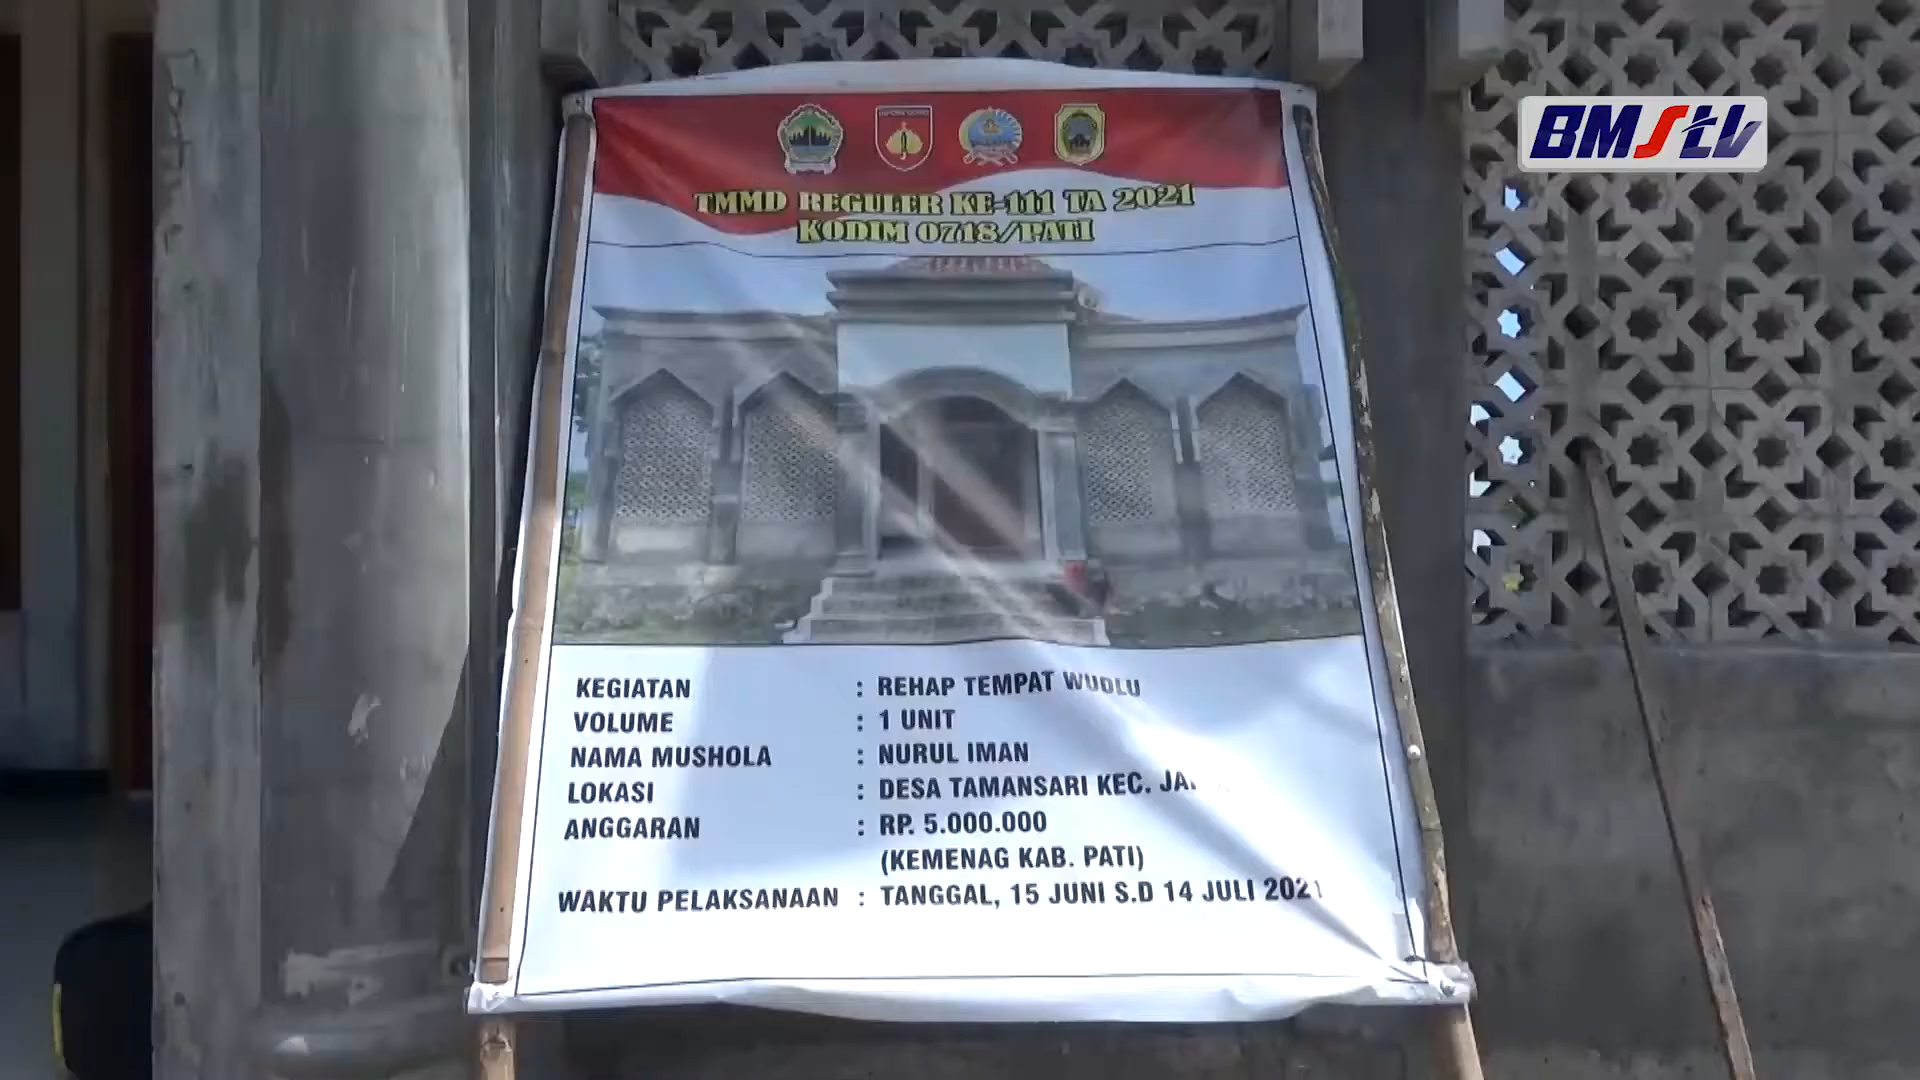 BMStv
TMMD REGULER KE-111 TA 2021
KODIM 0718/PATI
KEGIATAN : REHAP TEMPAT WUDLU
VOLUME : 1 UNIT
NAMA MUSHOLA : NURUL IMAN
LOKASI : DESA TAMANSARI KEC.
ANGGARAN : RP. 5.000.000
(KEMENAG KAB. PATI)
WAKTU PELAKSANAAN : TANGGAL, 15 JUNI S.D 14 JULI 2021